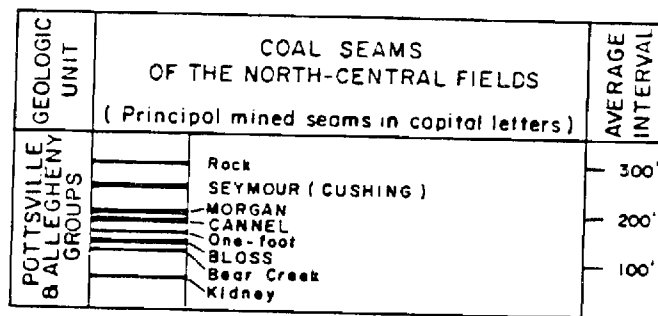 GEOLOGIC
UNIT
COAL SEAMS
OF THE NORTH-CENTRAL FIELDS
(Principal mined seams in capital letters)
AVERAGE
INTERVAL
POTTSVILLE
& ALLEGHENY
GROUPS
Rock
SEYMOUR (CUSHING)
MORGAN
CANNEL
One-foot
BLOSS
Bear Creek
Kidney
300'
200'
100'